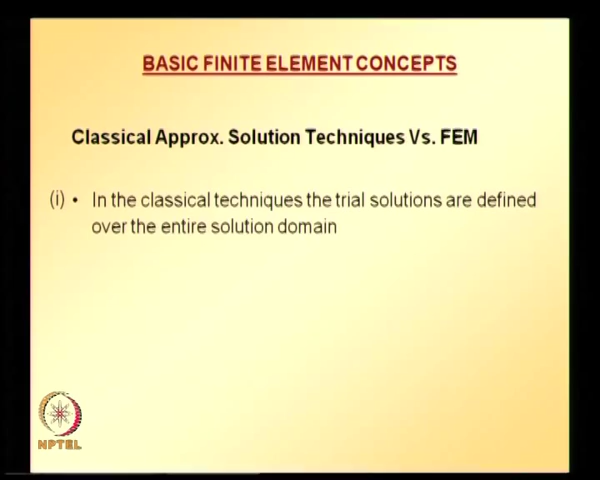 BASIC FINITE ELEMENT CONCEPTS
Classical Approx. Solution Techniques Vs. FEM
(i) • In the classical techniques the trial solutions are defined
over the entire solution domain
NPTEL